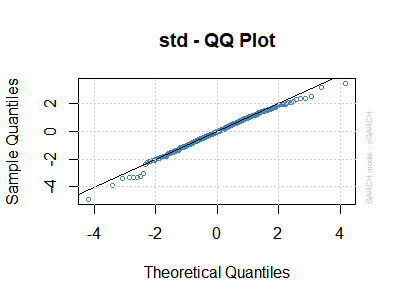 std - QQ Plot
Sample Quantiles
2
0
-2
-4
-4 -2 0 2 4
Theoretical Quantiles
GARCH model : sGARCH